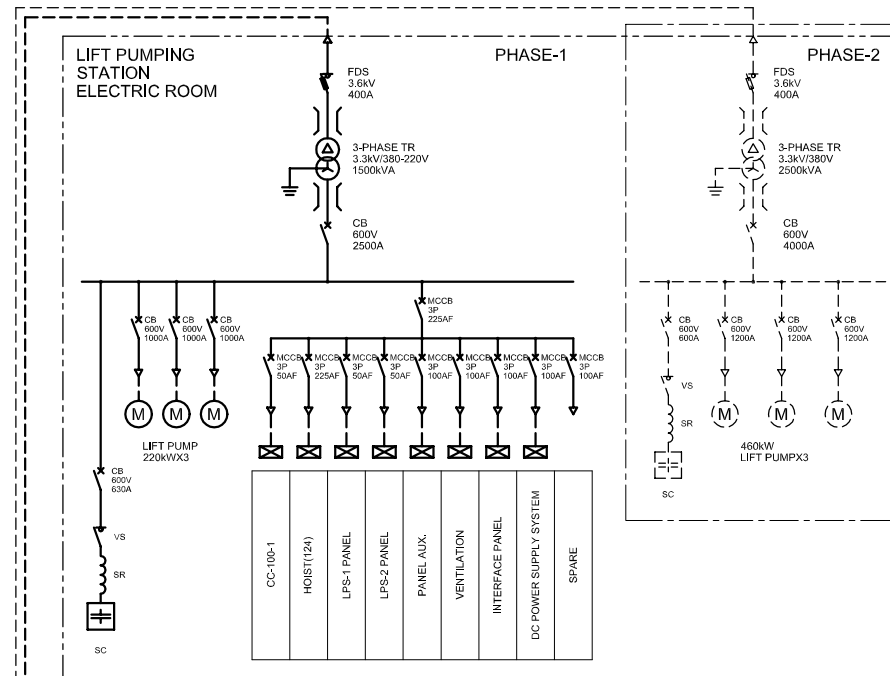 LIFT PUMPING
STATION
ELECTRIC ROOM
PHASE-1
PHASE-2
FDS
3.6kV
400A
3-PHASE TR
3.3kV/380-220V
1500kVA
CB
600V
2500A
FDS
3.6kV
400A
3-PHASE TR
3.3kV/380V
2500kVA
CB
600V
4000A
MCCB
3P
225AF
CB
600V
1000A
CB
600V
1000A
CB
600V
1000A
M
M
M
LIFT PUMP
220kWX3
CB
600V
630A
VS
SR
SC
MCCB
3P
50AF
MCCB
3P
225AF
MCCB
3P
50AF
MCCB
3P
50AF
MCCB
3P
100AF
MCCB
3P
100AF
MCCB
3P
100AF
MCCB
3P
100AF
MCCB
3P
100AF
CC-100-1
HOIST(124)
LPS-1 PANEL
LPS-2 PANEL
PANEL AUX.
VENTILATION
INTERFACE PANEL
DC POWER SUPPLY SYSTEM
SPARE
CB
600V
600A
CB
600V
1200A
CB
600V
1200A
CB
600V
1200A
VS
SR
SC
M
M
M
460kW
LIFT PUMPX3